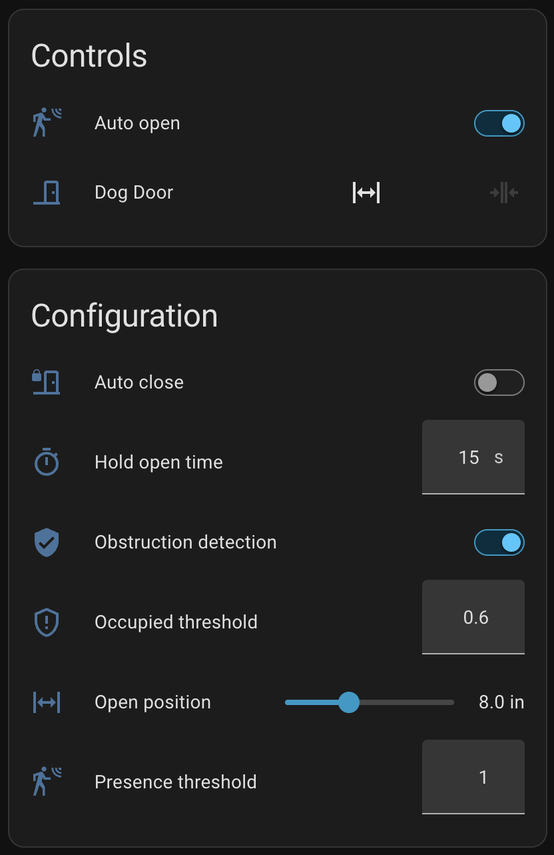 Controls
Auto open
Dog Door
Configuration
Auto close
Hold open time
15 s
Obstruction detection
Occupied threshold
0.6
Open position
8.0 in
Presence threshold
1